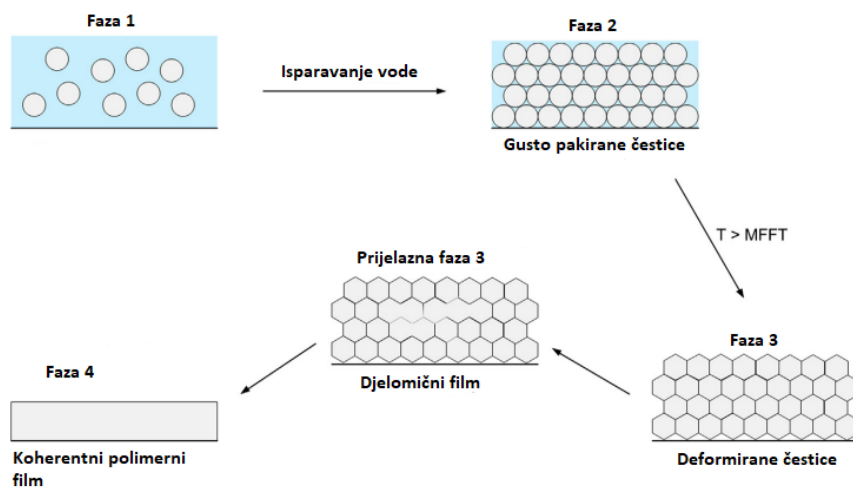 Faza 1
Isparavanje vode
Faza 2
Gusto pakirane čestice
T > MFFT
Prijelazna faza 3
Djelomični film
Faza 3
Deformirane čestice
Faza 4
Koherentni polimerni
film